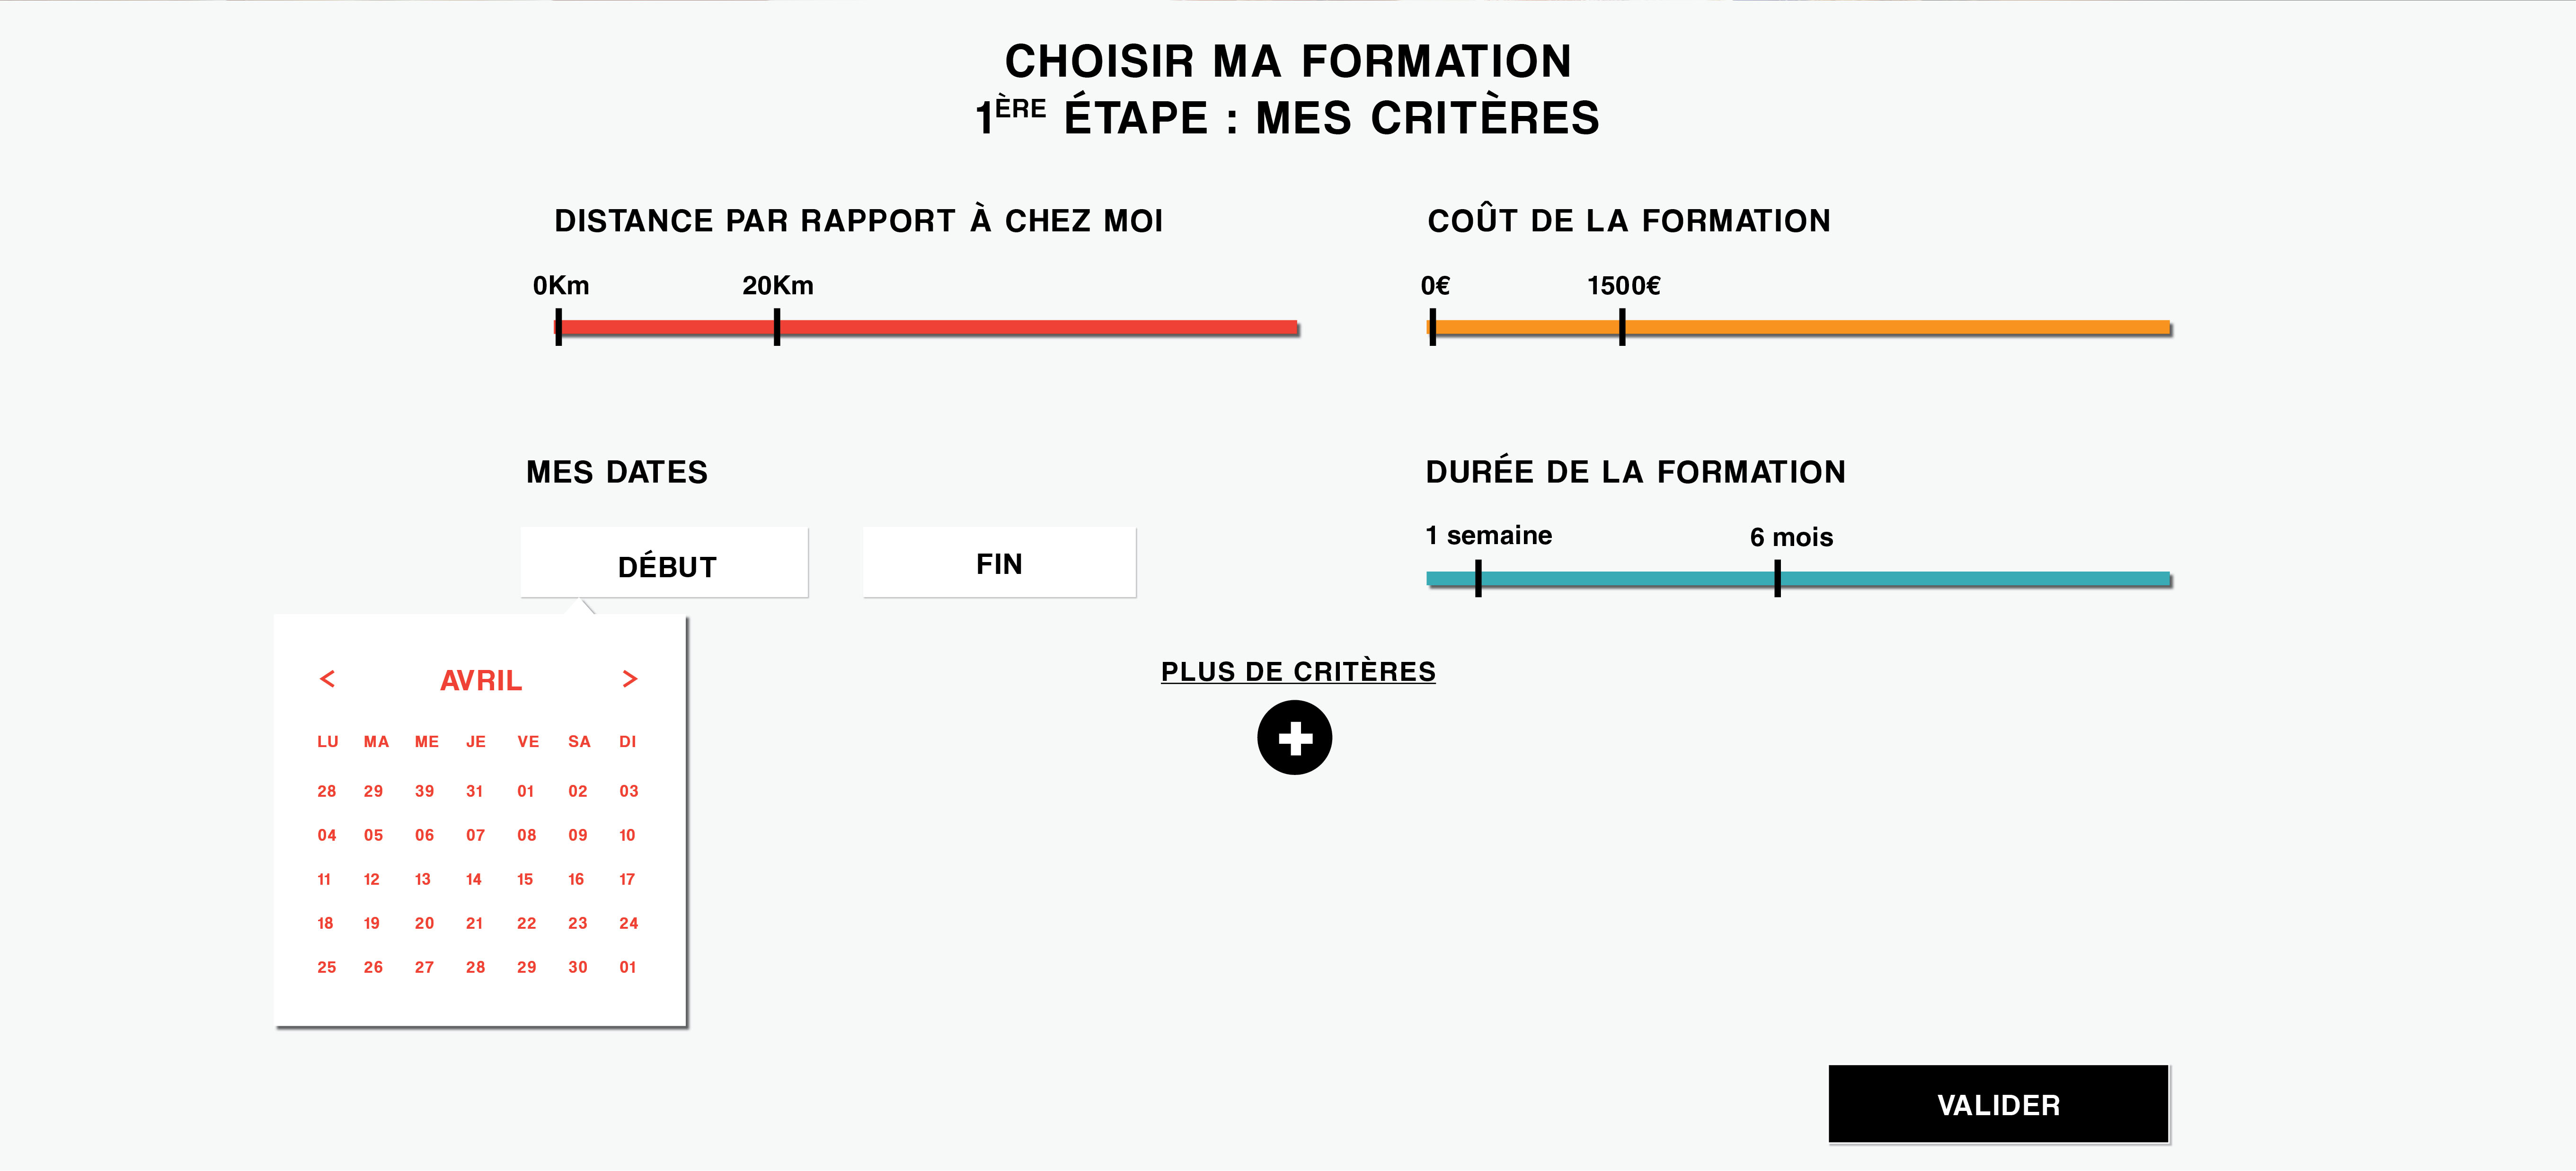 CHOISIR MA FORMATION
1ÈRE ÉTAPE : MES CRITÈRES
DISTANCE PAR RAPPORT À CHEZ MOI
0Km 20Km
COÛT DE LA FORMATION
0€ 1500€
MES DATES
DÉBUT FIN
< AVRIL >
LU MA ME JE VE SA DI
28 29 39 31 01 02 03
04 05 06 07 08 09 10
11 12 13 14 15 16 17
18 19 20 21 22 23 24
25 26 27 28 29 30 01
DURÉE DE LA FORMATION
1 semaine 6 mois
PLUS DE CRITÈRES
VALIDER